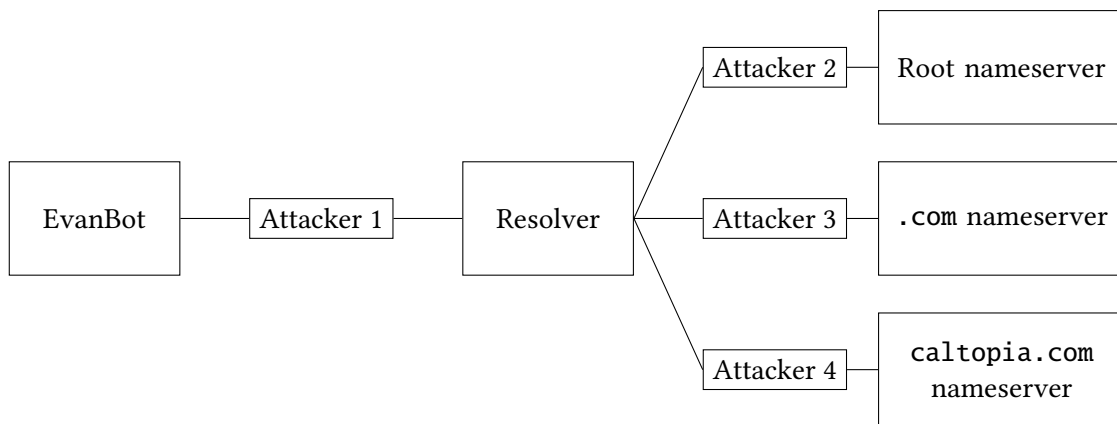 Attacker 2
Root nameserver
EvanBot
Attacker 1
Resolver
Attacker 3
.com nameserver
Attacker 4
caltopia.com
nameserver